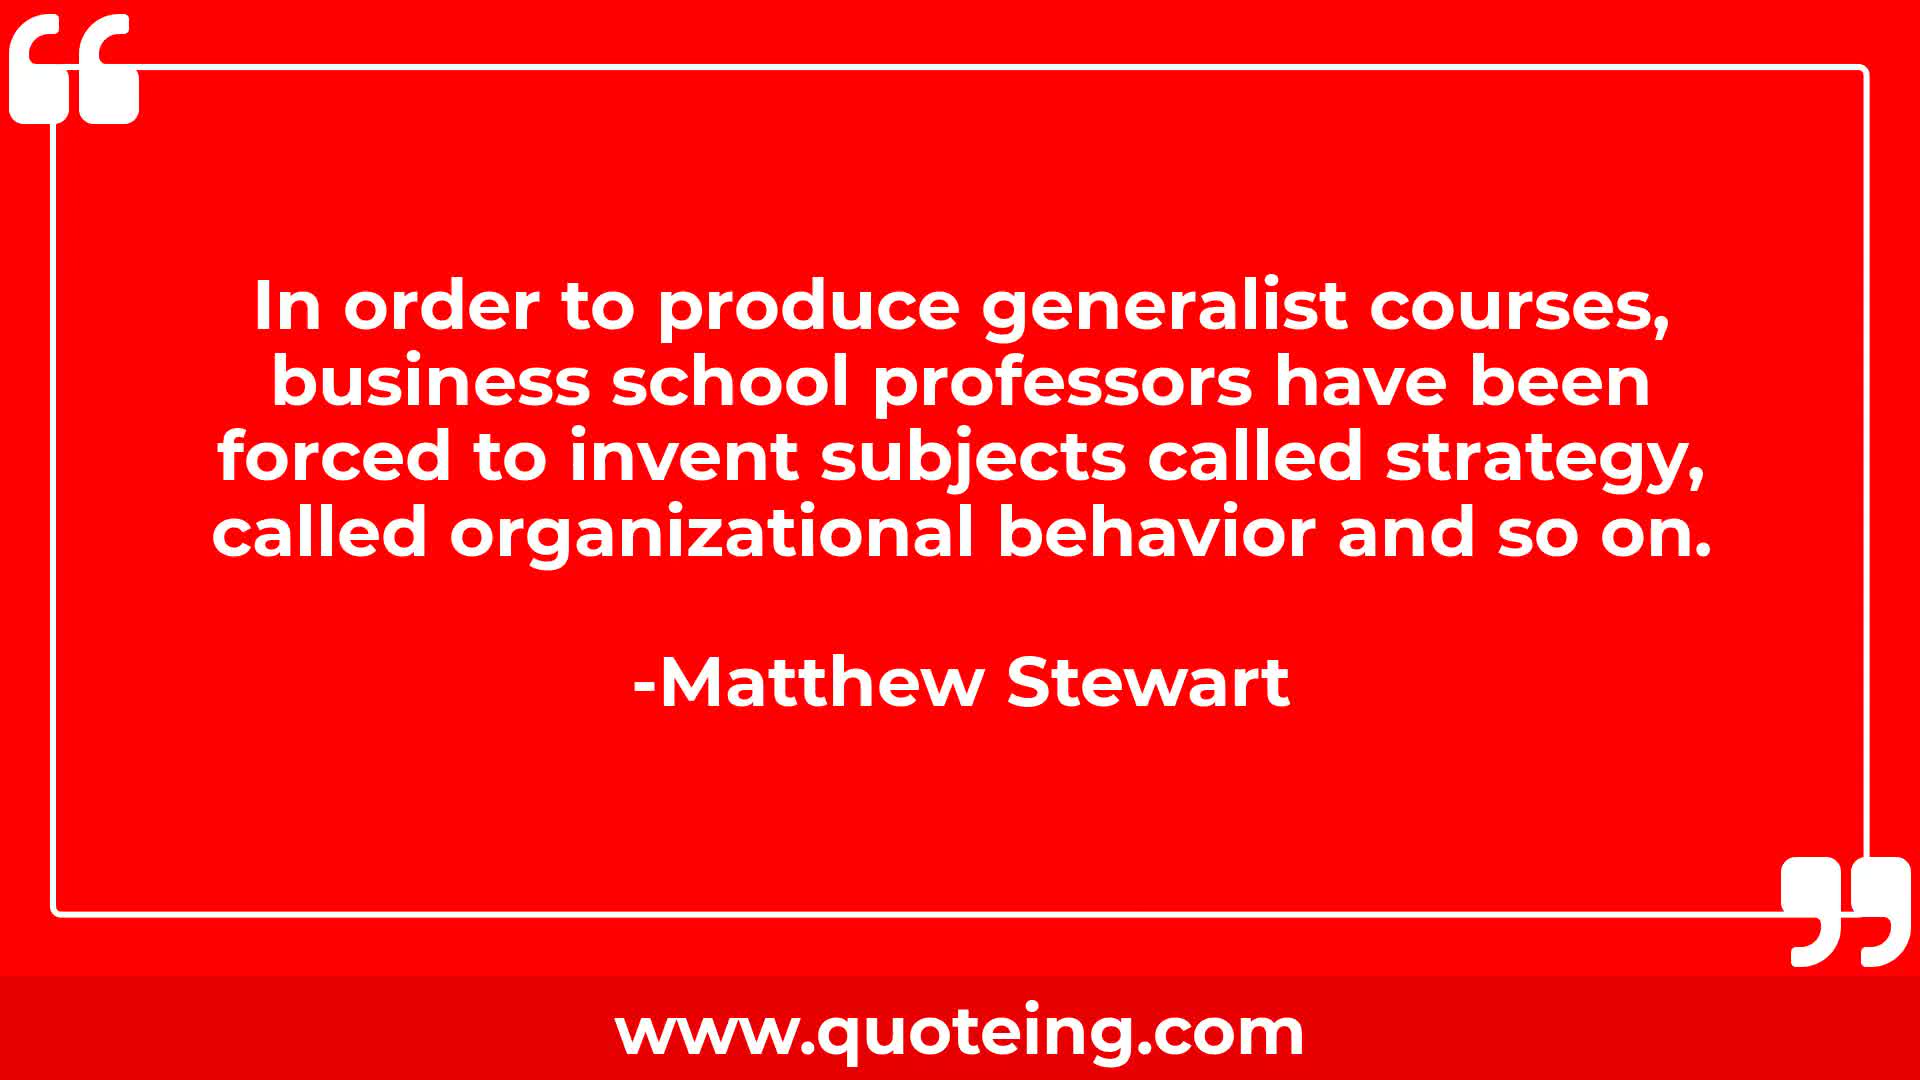 In order to produce generalist courses,
business school professors have been
forced to invent subjects called strategy,
called organizational behavior and so on.
-Matthew Stewart
www.quoteing.com